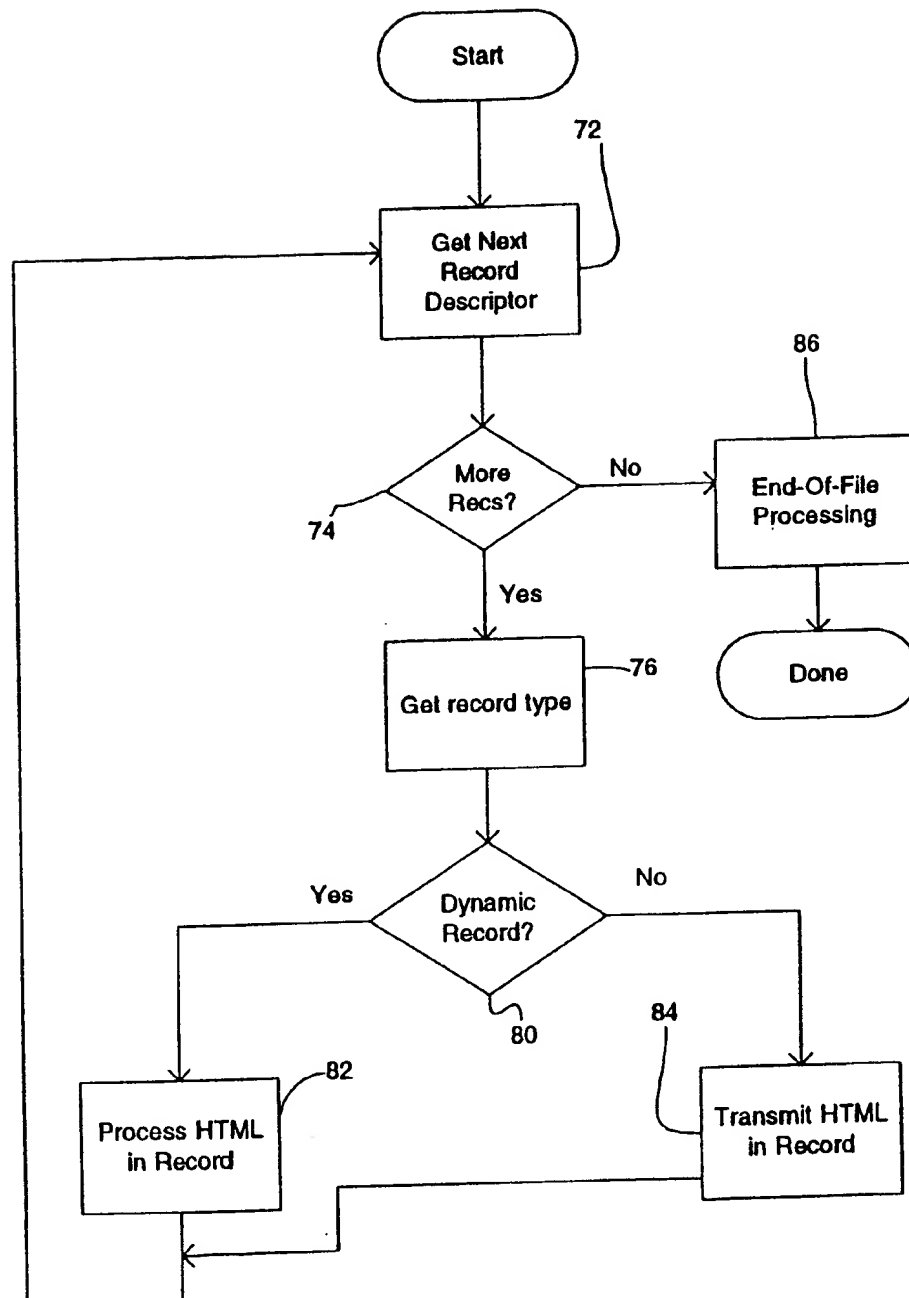 Start
72
Get Next
Record
Descriptor
86
More
Recs?
No
End-Of-File
Processing
74
Yes
76
Get record type
Done
Yes
No
Dynamic
Record?
80
84
82
Process HTML
in Record
Transmit HTML
in Record